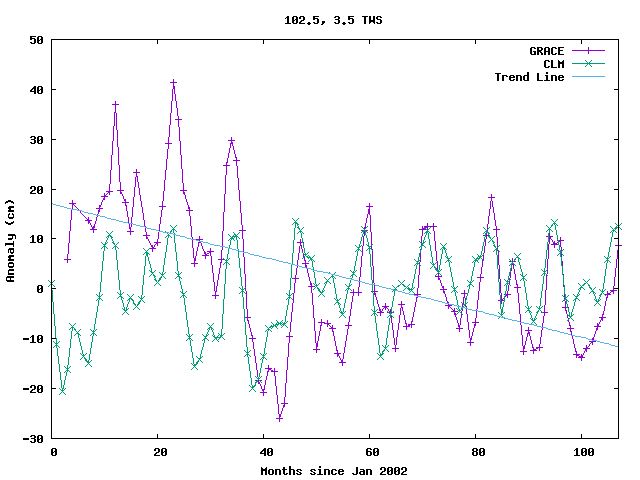 102.5, 3.5 TWS
GRACE
CLM
Trend Line
50
40
30
20
10
0
-10
-20
-30
Anomaly (cm)
0 20 40 60 80 100
Months since Jan 2002